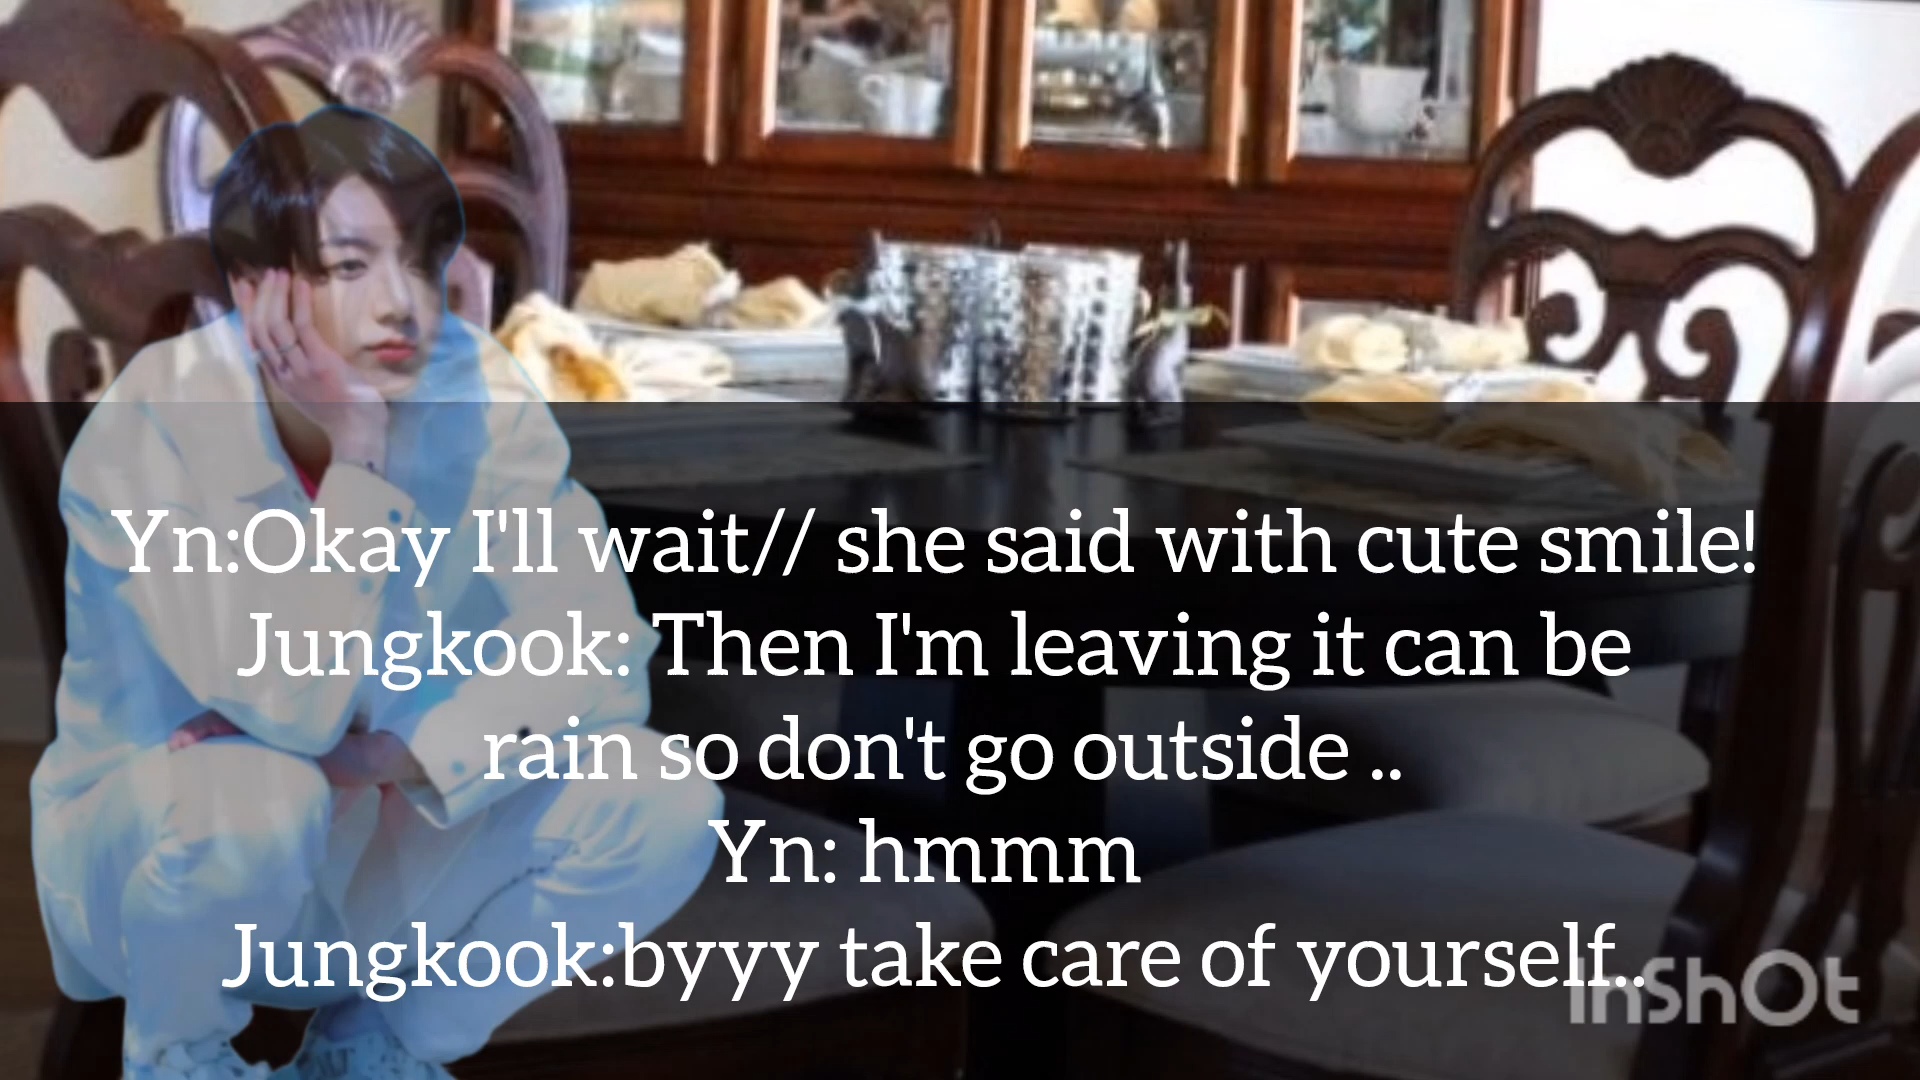 Yn:Okay I'll wait// she said with cute smile!
Jungkook: Then I'm leaving it can be
rain so don't go outside ..
Yn: hmmm
Jungkook:byyy take care of yourself..
InShOt